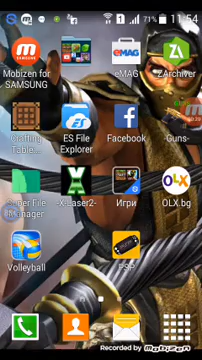 71% 11:54
Mobizen for
SAMSUNG
eMAG
ZArchiver
Crafting
Table...
ES File
Explorer
Facebook
Guns-
Super File
Manager
-X-Laser2-
Игри
OLX.bg
Volleyball
PSP
Recorded by Mobizen